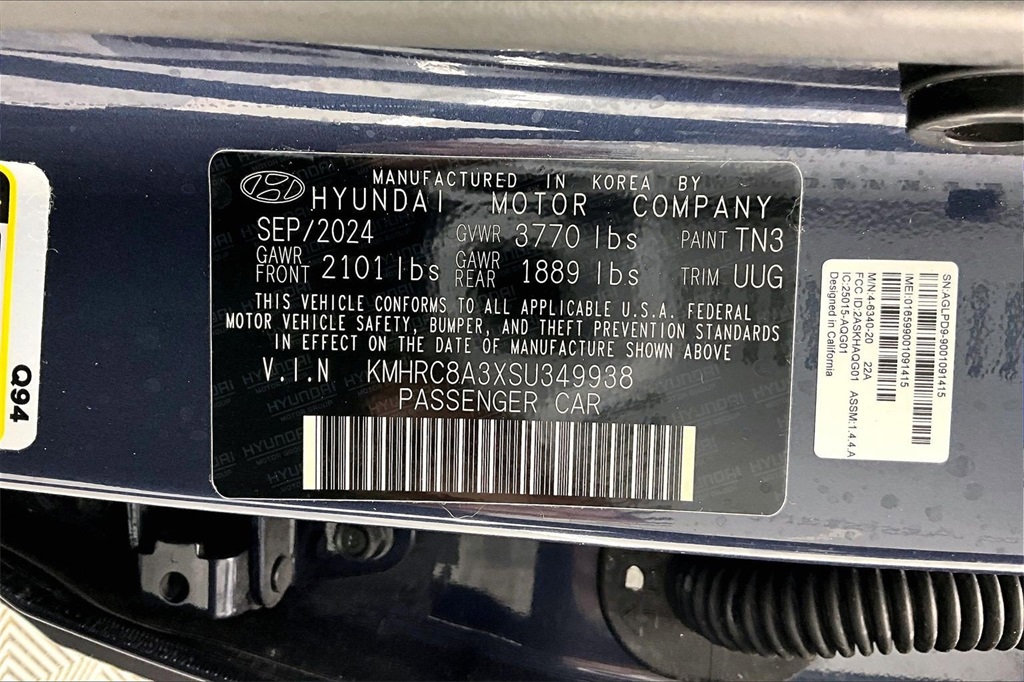 MANUFACTURED IN KOREA BY
HYUNDAI MOTOR COMPANY
SEP/2024 GVWR 3770 lbs PAINT TN3
GAWR FRONT 2101 lbs GAWR REAR 1889 lbs TRIM UUG
THIS VEHICLE CONFORMS TO ALL APPLICABLE U.S.A. FEDERAL
MOTOR VEHICLE SAFETY, BUMPER, AND THEFT PREVENTION STANDARDS
IN EFFECT ON THE DATE OF MANUFACTURE SHOWN ABOVE
V.I.N KMHRC8A3XSU349938
PASSENGER CAR
Q94
SN:AGLPD9-9001091415
IMEI:016599001091415
M/N:4-6340-20 22A
FCC ID:2ASKHAQG01 ASSM:1.4.4.A
IC:25015-AQG01
Designed in California